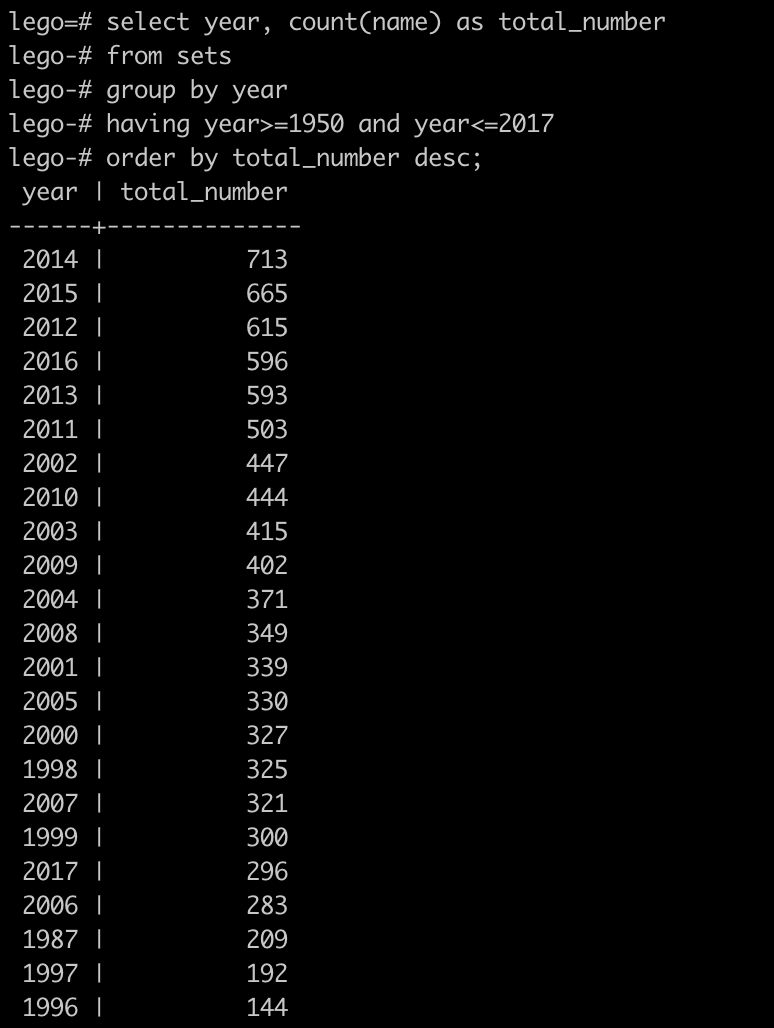 lego=# select year, count(name) as total_number
lego-# from sets
lego-# group by year
lego-# having year>=1950 and year<=2017
lego-# order by total_number desc;
 year | total_number
------+--------------
 2014 |          713
 2015 |          665
 2012 |          615
 2016 |          596
 2013 |          593
 2011 |          503
 2002 |          447
 2010 |          444
 2003 |          415
 2009 |          402
 2004 |          371
 2008 |          349
 2001 |          339
 2005 |          330
 2000 |          327
 1998 |          325
 2007 |          321
 1999 |          300
 2017 |          296
 2006 |          283
 1987 |          209
 1997 |          192
 1996 |          144